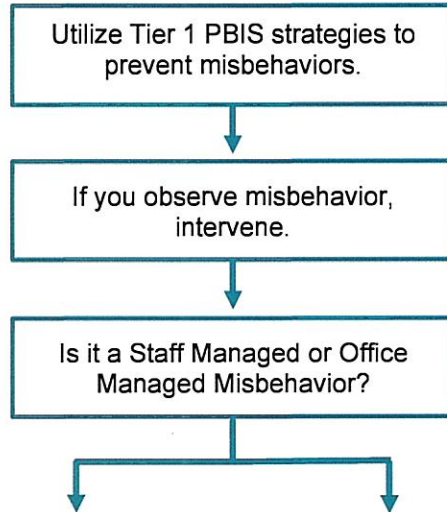 Utilize Tier 1 PBIS strategies to
prevent misbehaviors.
If you observe misbehavior,
intervene.
Is it a Staff Managed or Office
Managed Misbehavior?